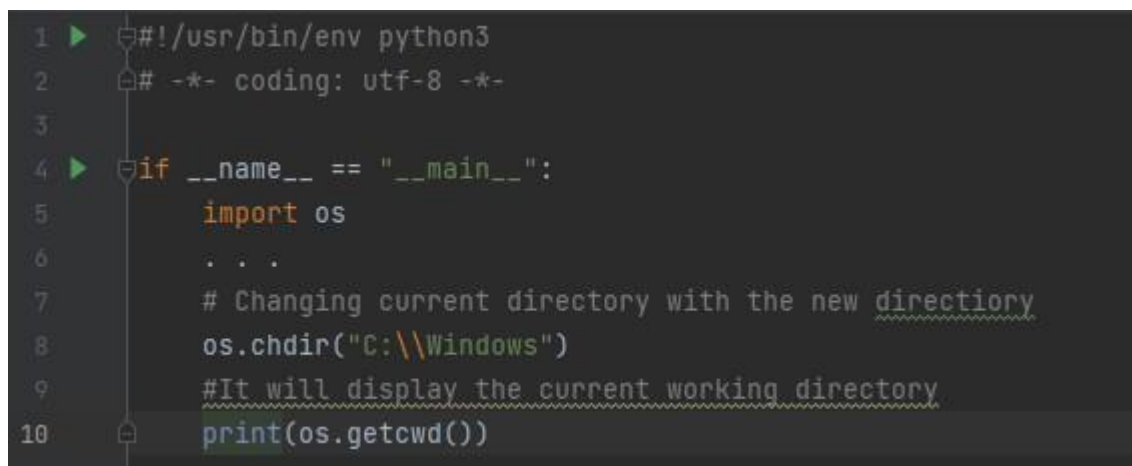 1 #!/usr/bin/env python3
2 # -*- coding: utf-8 -*-
3
4 if __name__ == "__main__":
5 import os
6 . . .
7 # Changing current directory with the new directiory
8 os.chdir("C:\\Windows")
9 #It will display the current working directory
10 print(os.getcwd())